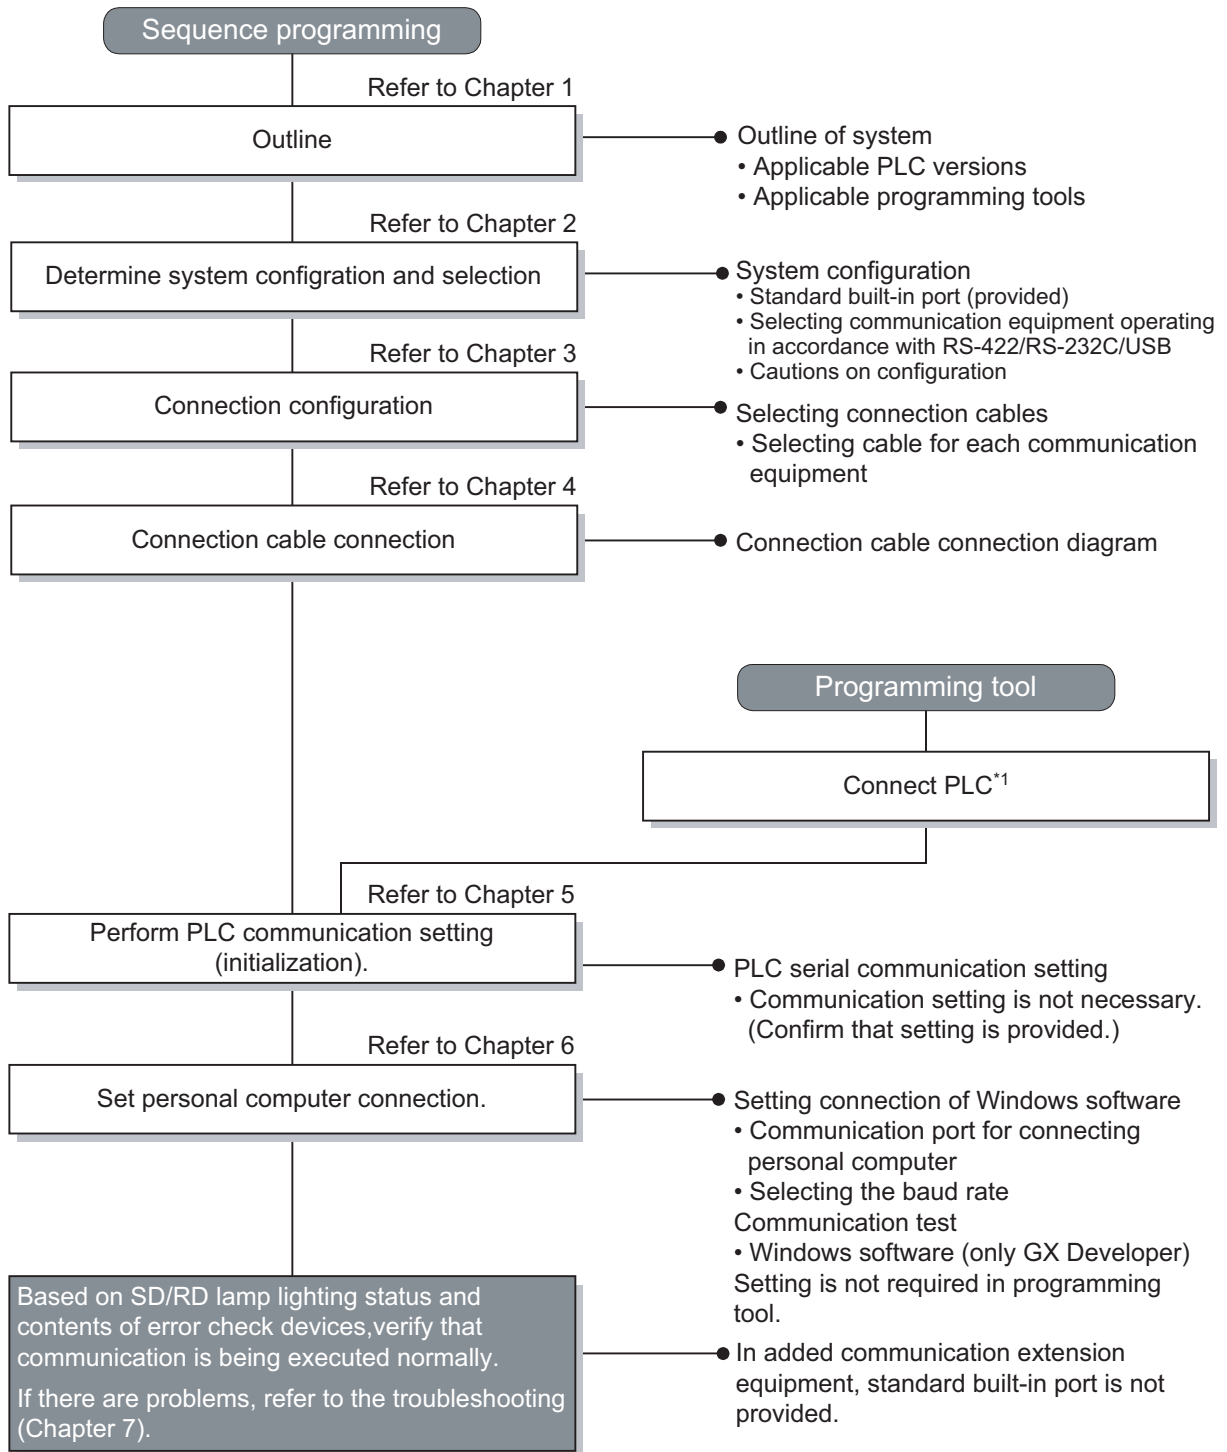 Sequence programming
Refer to Chapter 1
Outline
Outline of system
• Applicable PLC versions
• Applicable programming tools
Refer to Chapter 2
Determine system configration and selection
System configuration
• Standard built-in port (provided)
• Selecting communication equipment operating
in accordance with RS-422/RS-232C/USB
• Cautions on configuration
Refer to Chapter 3
Connection configuration
Selecting connection cables
• Selecting cable for each communication
equipment
Refer to Chapter 4
Connection cable connection
Connection cable connection diagram
Programming tool
Connect PLC*1
Refer to Chapter 5
Perform PLC communication setting
(initialization).
PLC serial communication setting
• Communication setting is not necessary.
(Confirm that setting is provided.)
Refer to Chapter 6
Set personal computer connection.
Setting connection of Windows software
• Communication port for connecting
personal computer
• Selecting the baud rate
Communication test
• Windows software (only GX Developer)
Setting is not required in programming
tool.
Based on SD/RD lamp lighting status and
contents of error check devices,verify that
communication is being executed normally.
If there are problems, refer to the troubleshooting
(Chapter 7).
In added communication extension
equipment, standard built-in port is not
provided.